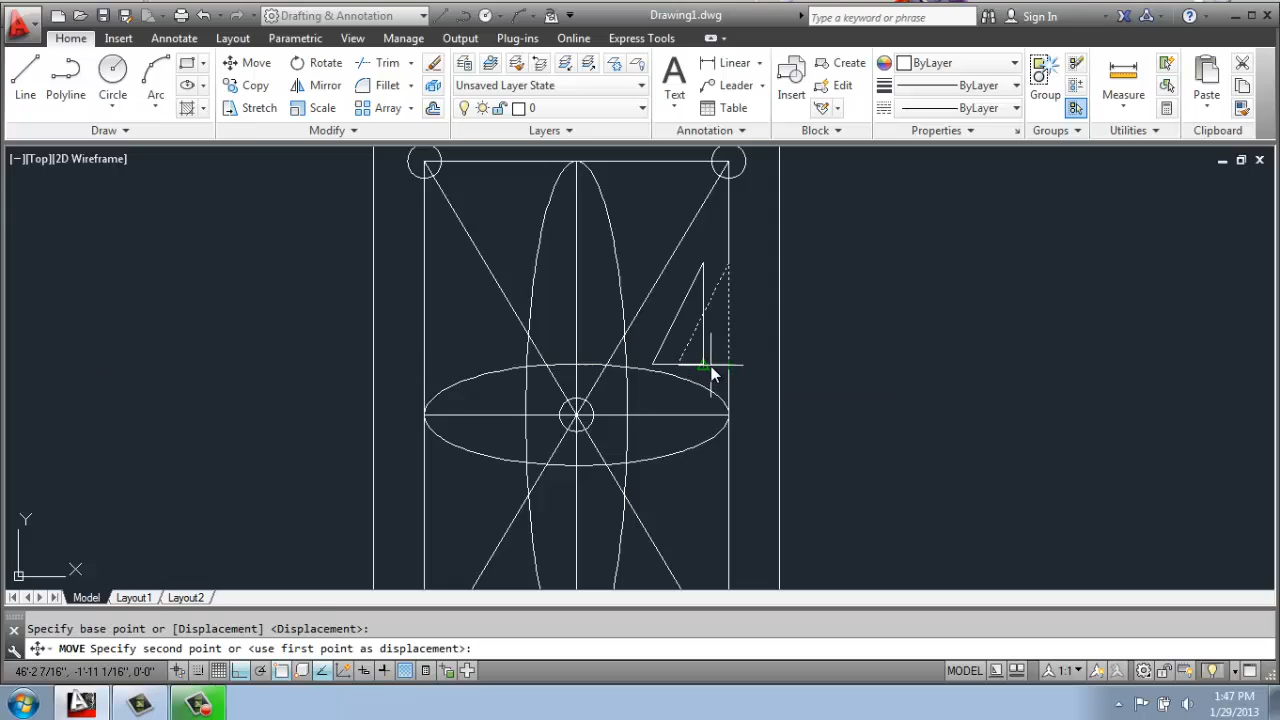 Drafting & Annotation
Drawing1.dwg
Type a keyword or phrase
Sign In
Home Insert Annotate Layout Parametric View Manage Output Plug-ins Online Express Tools
Line Polyline Circle Arc
Move Rotate Trim
Copy Mirror Fillet
Stretch Scale Array
Unsaved Layer State
0
Text
Linear
Leader
Table
Insert
Create
Edit
ByLayer
ByLayer
ByLayer
Group
Measure
Paste
Draw Modify Layers Annotation Block Properties Groups Utilities Clipboard
[−][Top][2D Wireframe]
Y
X
Model Layout1 Layout2
Specify base point or [Displacement] <Displacement>:
MOVE Specify second point or <use first point as displacement>:
46'-2 7/16", -1'-11 1/16", 0'-0"
MODEL
1:1
1:47 PM
1/29/2013